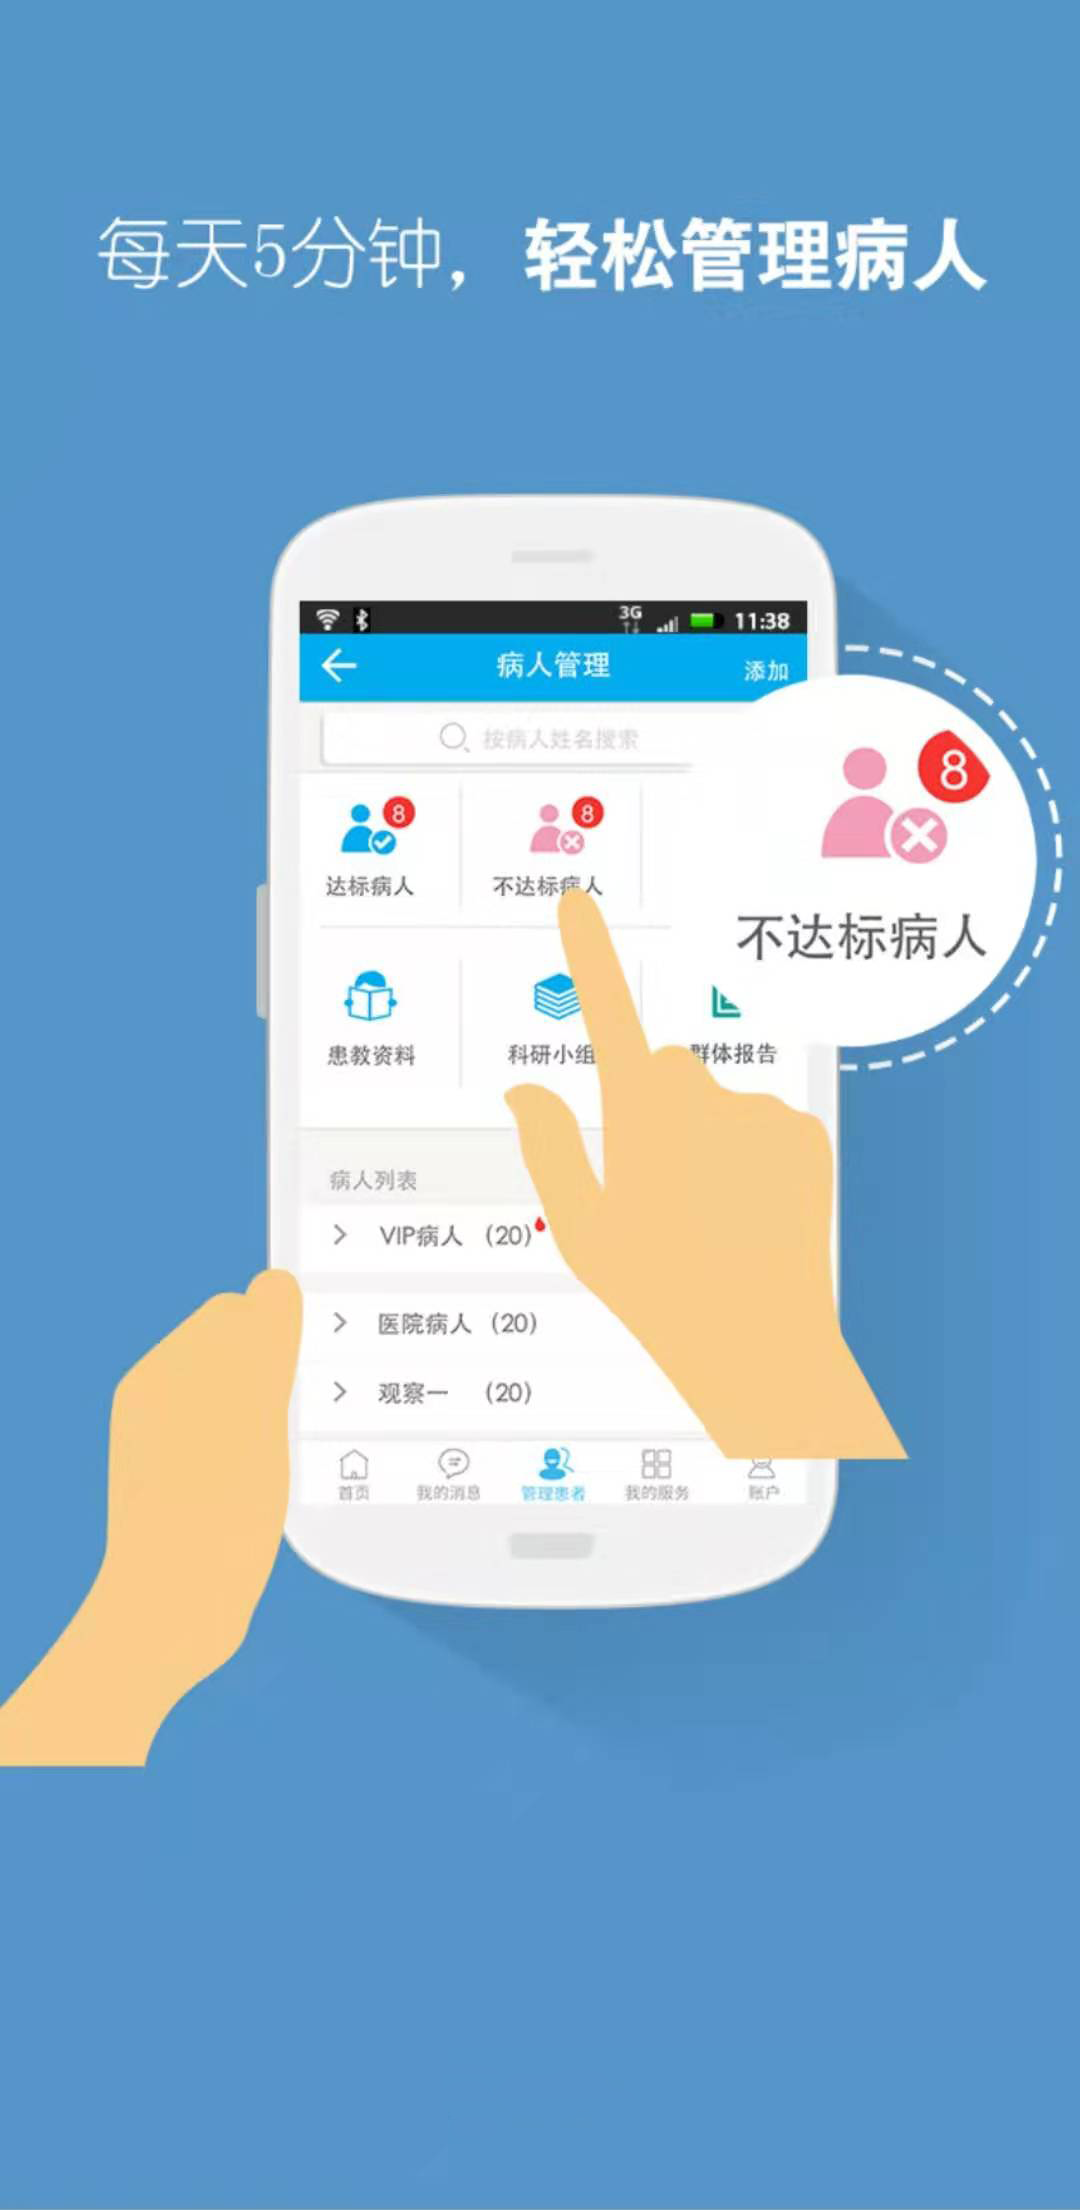 每天5分钟，轻松管理病人
3G 11:38
病人管理 添加
按病人姓名搜索
8 8 8
达标病人 不达标病人
不达标病人
患教资料 科研小组 群体报告
病人列表
VIP病人 (20)
医院病人 (20)
观察一 (20)
首页 我的消息 管理患者 我的服务 账户